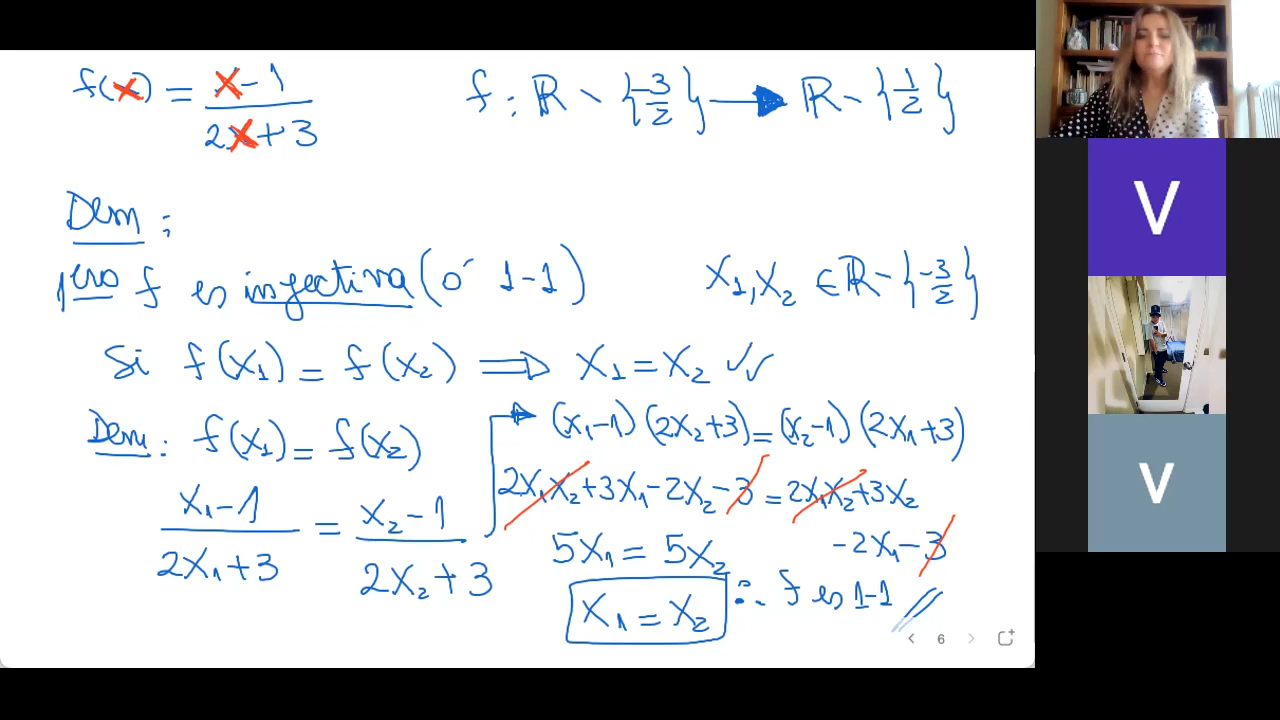 f(x) = x-1 / 2x+3    f : ℝ - {-3/2} → ℝ - {1/2}
Dem :
pero f es inyectiva (ó 1-1)    x₁, x₂ ∈ ℝ - {-3/2}
Si f(x₁) = f(x₂) ⟹ x₁ = x₂ ✓✓
Dem : f(x₁) = f(x₂)
x₁-1 / 2x₁+3 = x₂-1 / 2x₂+3
(x₁-1)(2x₂+3) = (x₂-1)(2x₁+3)
2x₁x₂+3x₁-2x₂-3 = 2x₁x₂+3x₂
-2x₁-3
5x₁ = 5x₂
x₁ = x₂ ∴ f es 1-1 //
6
V
V